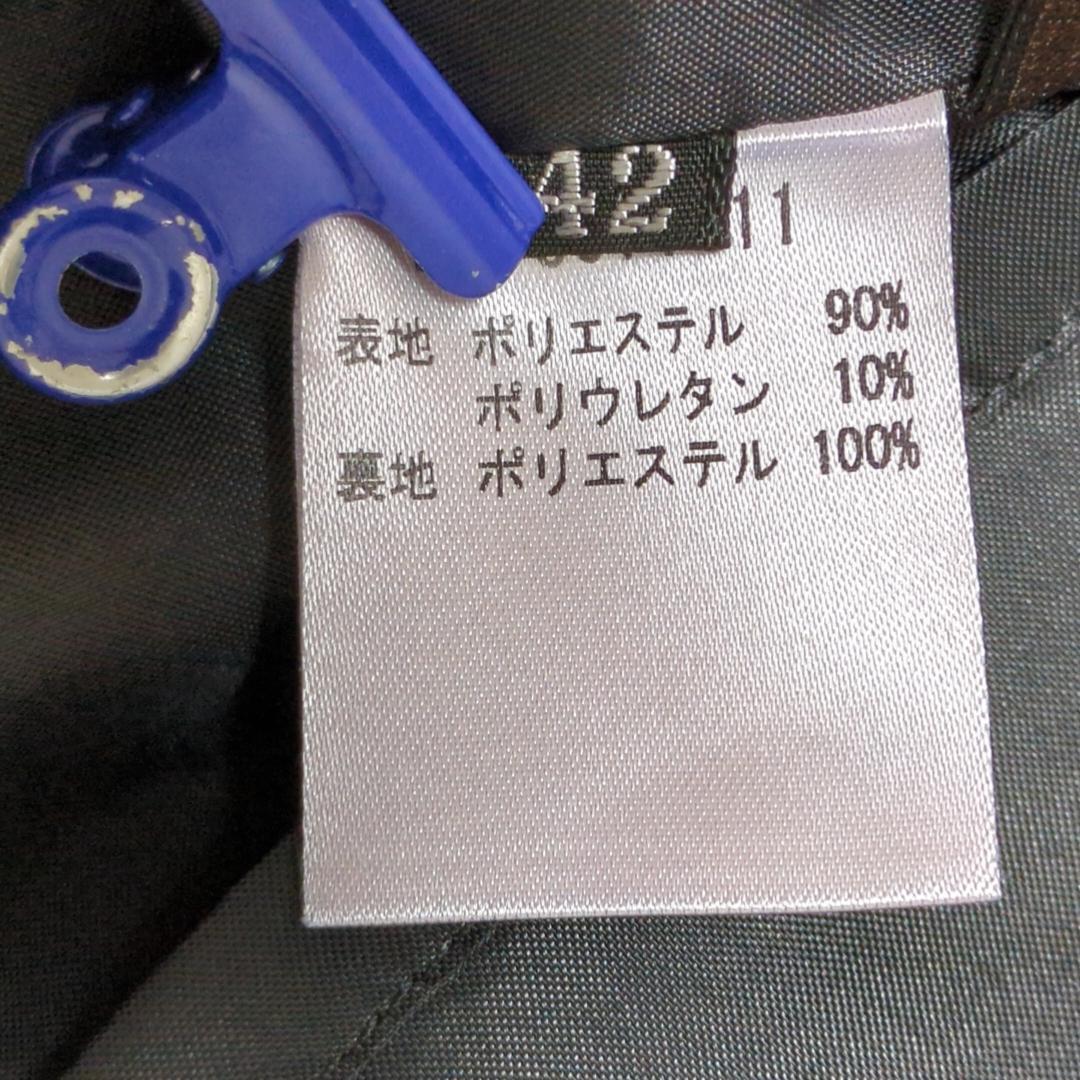 42
11
表地 ポリエステル 90%
ポリウレタン 10%
裏地 ポリエステル 100%